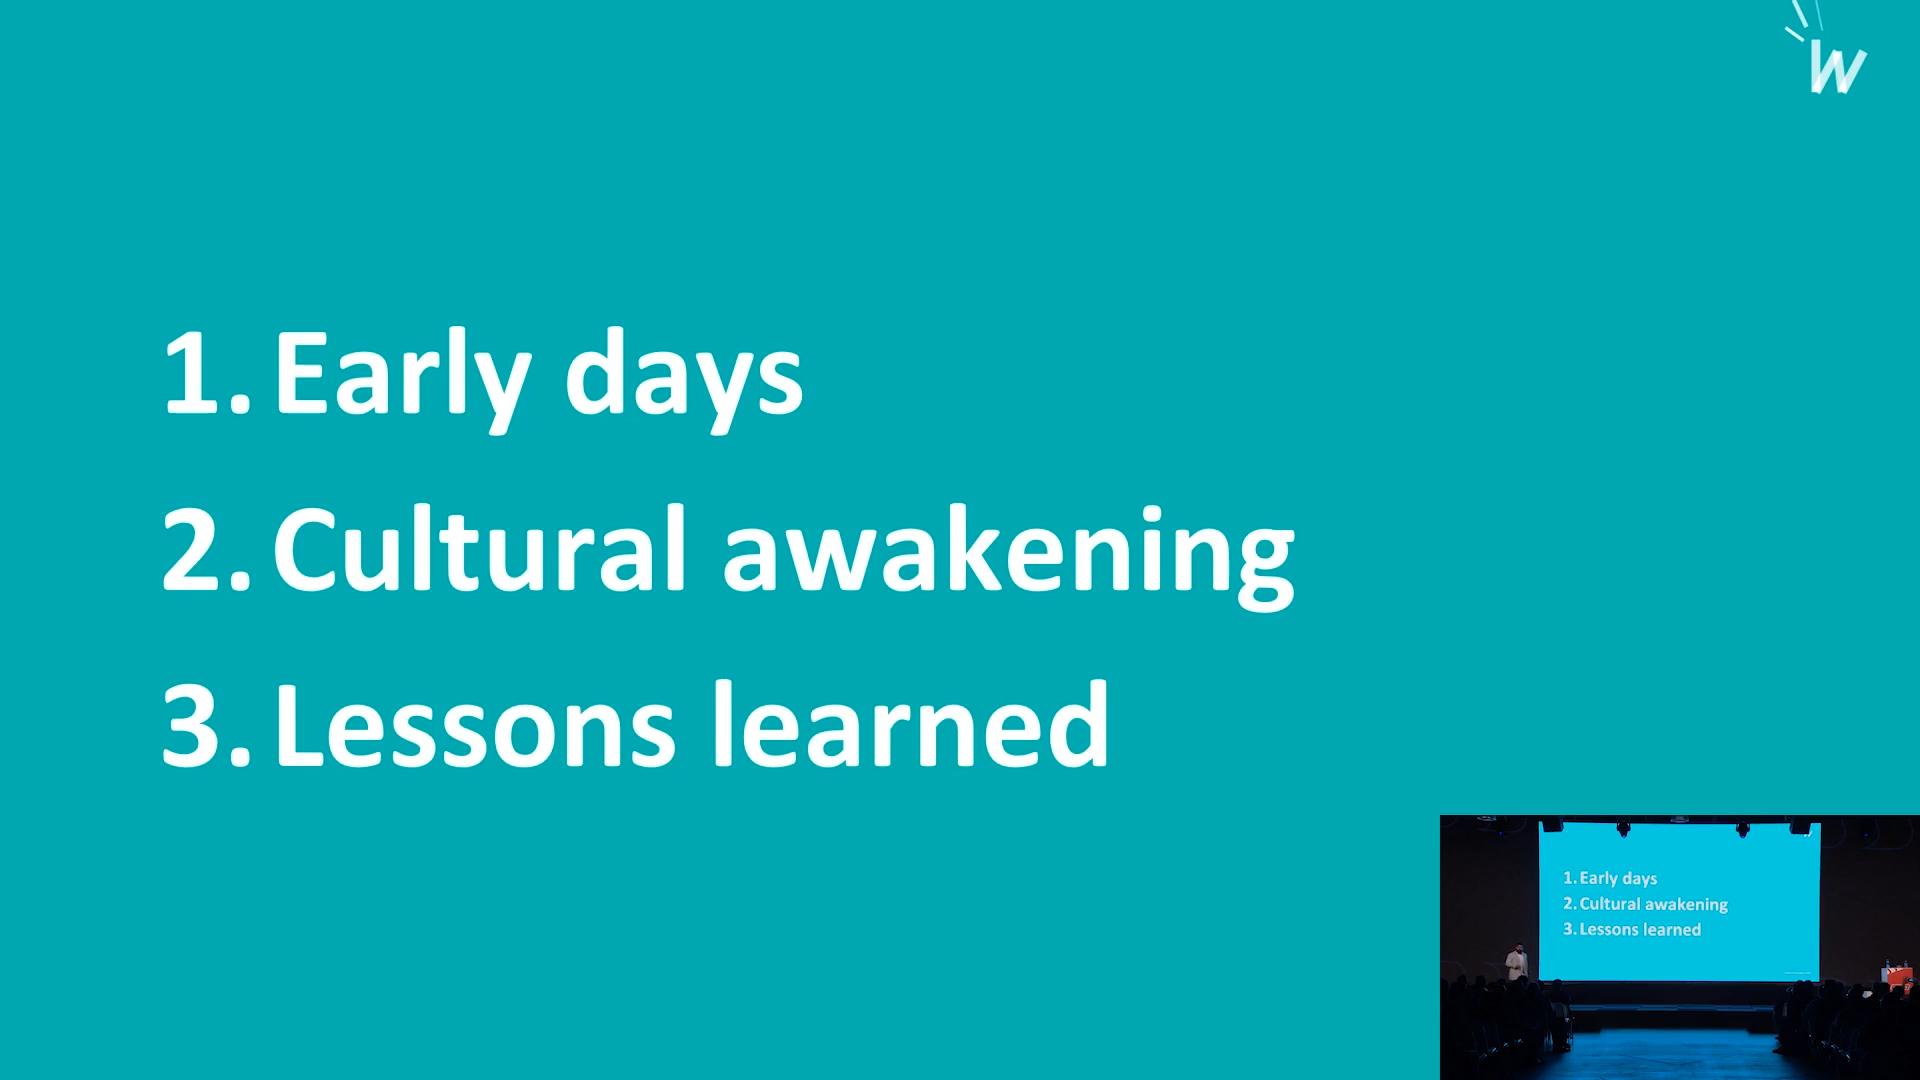 W
1. Early days
2. Cultural awakening
3. Lessons learned
1. Early days
2. Cultural awakening
3. Lessons learned